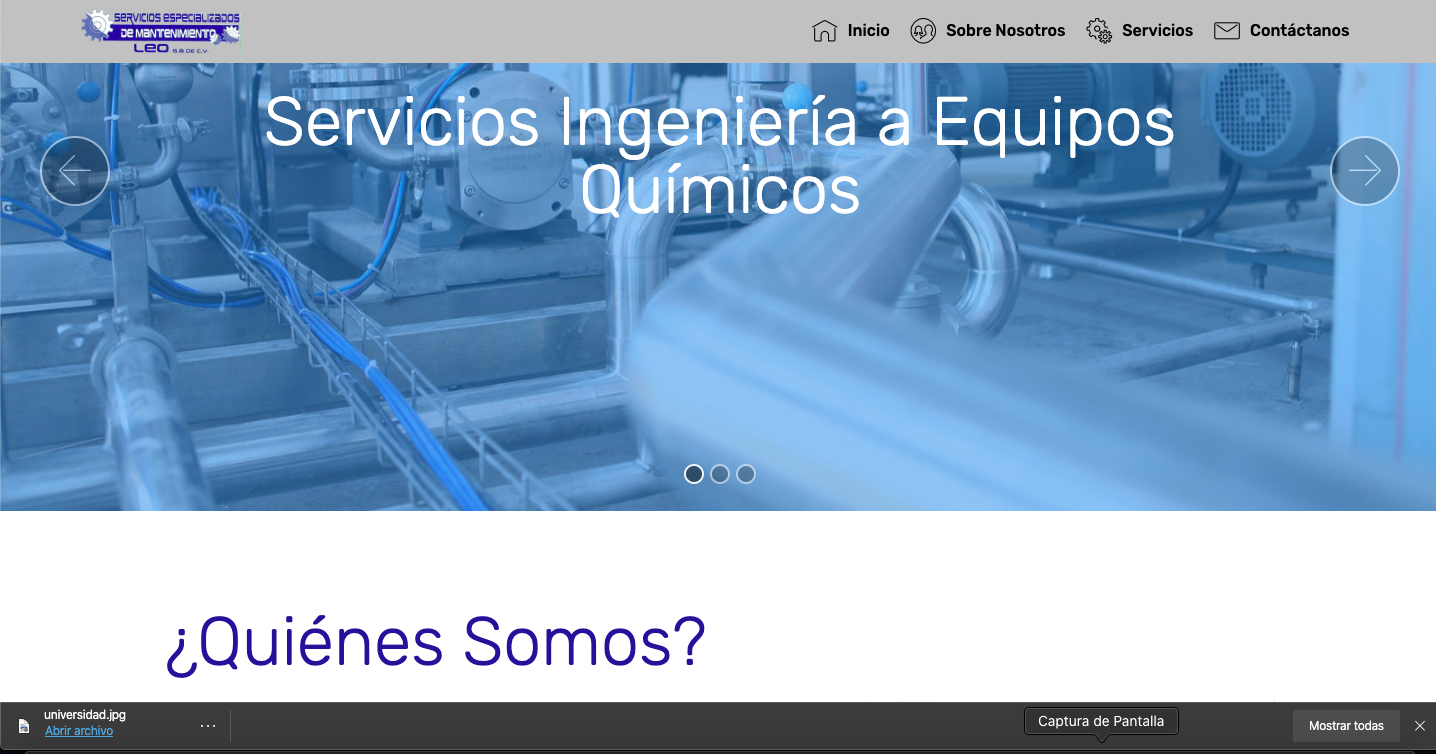 SERVICIOS ESPECIALIZADOS
DE MANTENIMIENTO
LEO S.B DE C.V
Inicio
Sobre Nosotros
Servicios
Contáctanos
Servicios Ingeniería a Equipos
Químicos
¿Quiénes Somos?
universidad.jpg
Abrir archivo
...
Captura de Pantalla
Mostrar todas